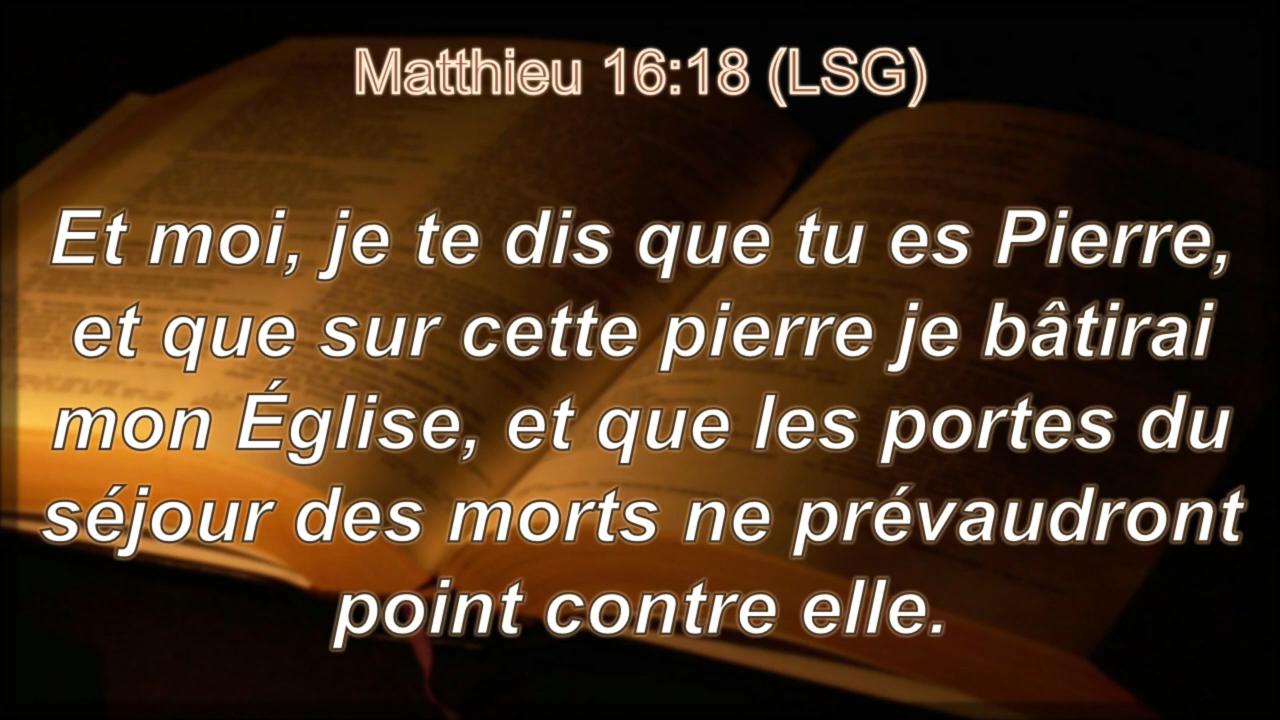 Matthieu 16:18 (LSG)
Et moi, je te dis que tu es Pierre,
et que sur cette pierre je bâtirai
mon Église, et que les portes du
séjour des morts ne prévaudront
point contre elle.